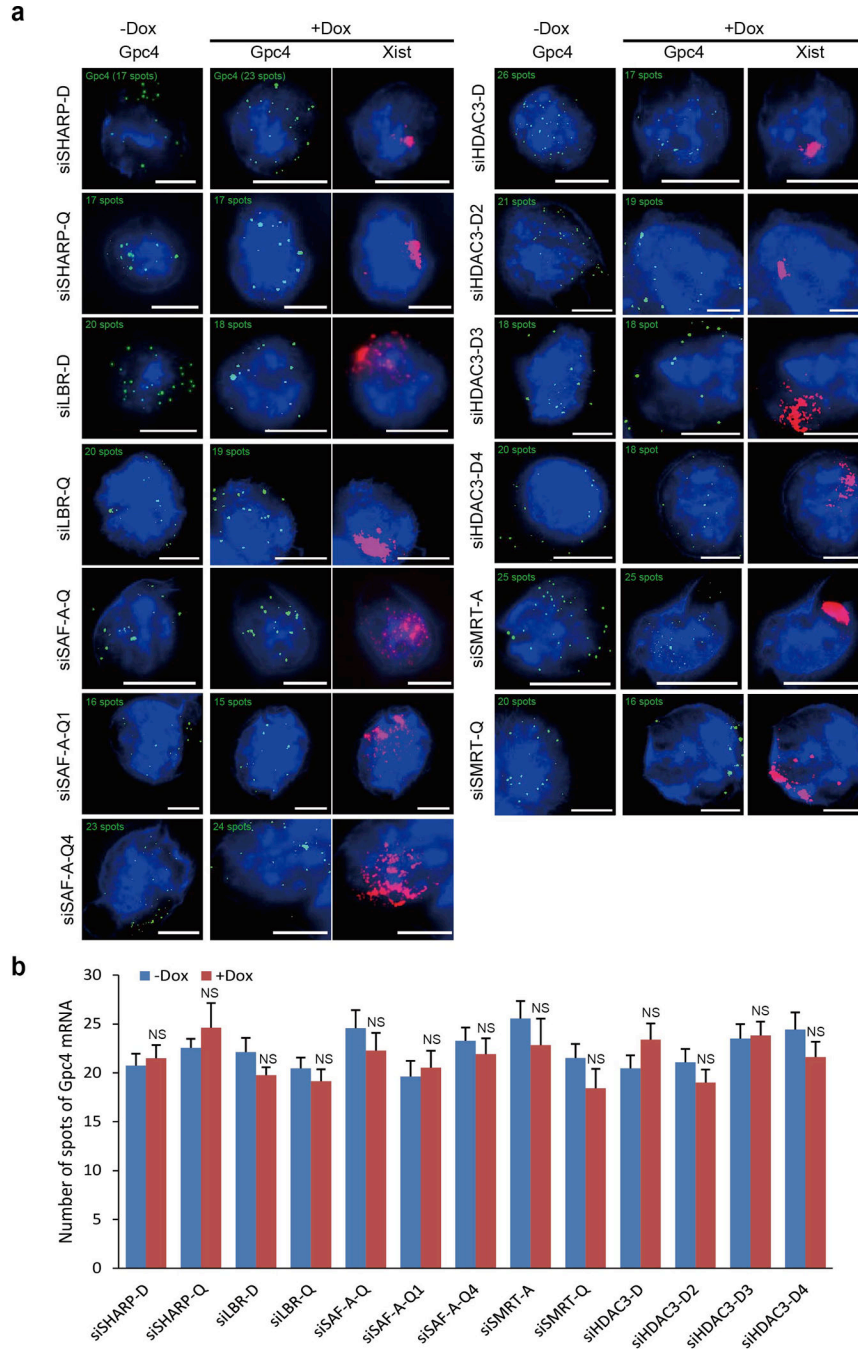 a
-Dox +Dox -Dox +Dox
Gpc4 Gpc4 Xist Gpc4 Gpc4 Xist
siSHARP-D Gpc4 (17 spots) Gpc4 (23 spots) siHDAC3-D 26 spots 17 spots
siSHARP-Q 17 spots 17 spots siHDAC3-D2 21 spots 19 spots
siLBR-D 20 spots 18 spots siHDAC3-D3 18 spots 18 spot
siLBR-Q 20 spots 19 spots siHDAC3-D4 20 spots 18 spot
siSAF-A-Q siSMRT-A 25 spots 25 spots
siSAF-A-Q1 16 spots 15 spots siSMRT-Q 20 spots 16 spots
siSAF-A-Q4 23 spots 24 spots
b
-Dox +Dox
Number of spots of Gpc4 mRNA
30
25
20
15
10
5
0
NS NS NS NS NS NS NS NS NS NS NS NS NS
siSHARP-D siSHARP-Q siLBR-D siLBR-Q siSAF-A-Q siSAF-A-Q1 siSAF-A-Q4 siSMRT-A siSMRT-Q siHDAC3-D siHDAC3-D2 siHDAC3-D3 siHDAC3-D4